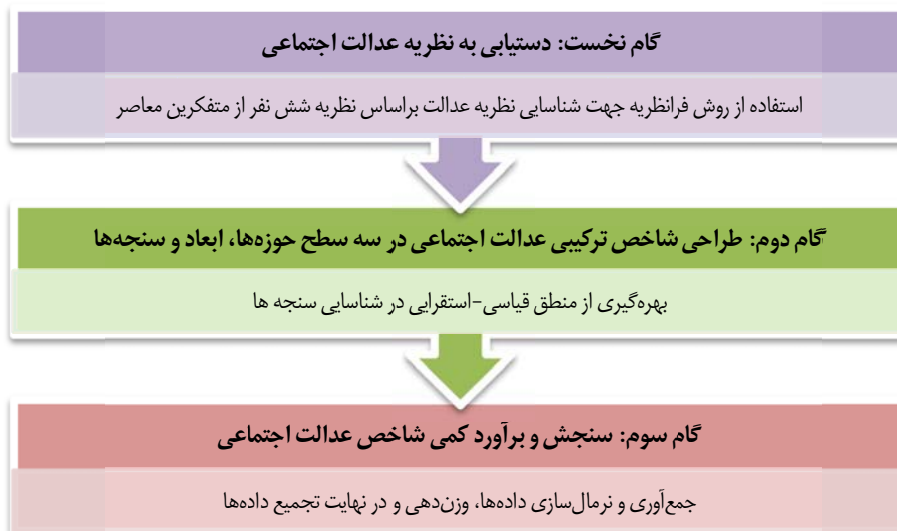 گام نخست: دستیابی به نظریه عدالت اجتماعی
استفاده از روش فرانظریه جهت شناسایی نظریه عدالت براساس نظریه شش نفر از متفکرین معاصر
گام دوم: طراحی شاخص ترکیبی عدالت اجتماعی در سه سطح حوزه‌ها، ابعاد و سنجه‌ها
بهره‌گیری از منطق قیاسی-استقرایی در شناسایی سنجه ها
گام سوم: سنجش و برآورد کمی شاخص عدالت اجتماعی
جمع‌آوری و نرمال‌سازی داده‌ها، وزن‌دهی و در نهایت تجمیع داده‌ها